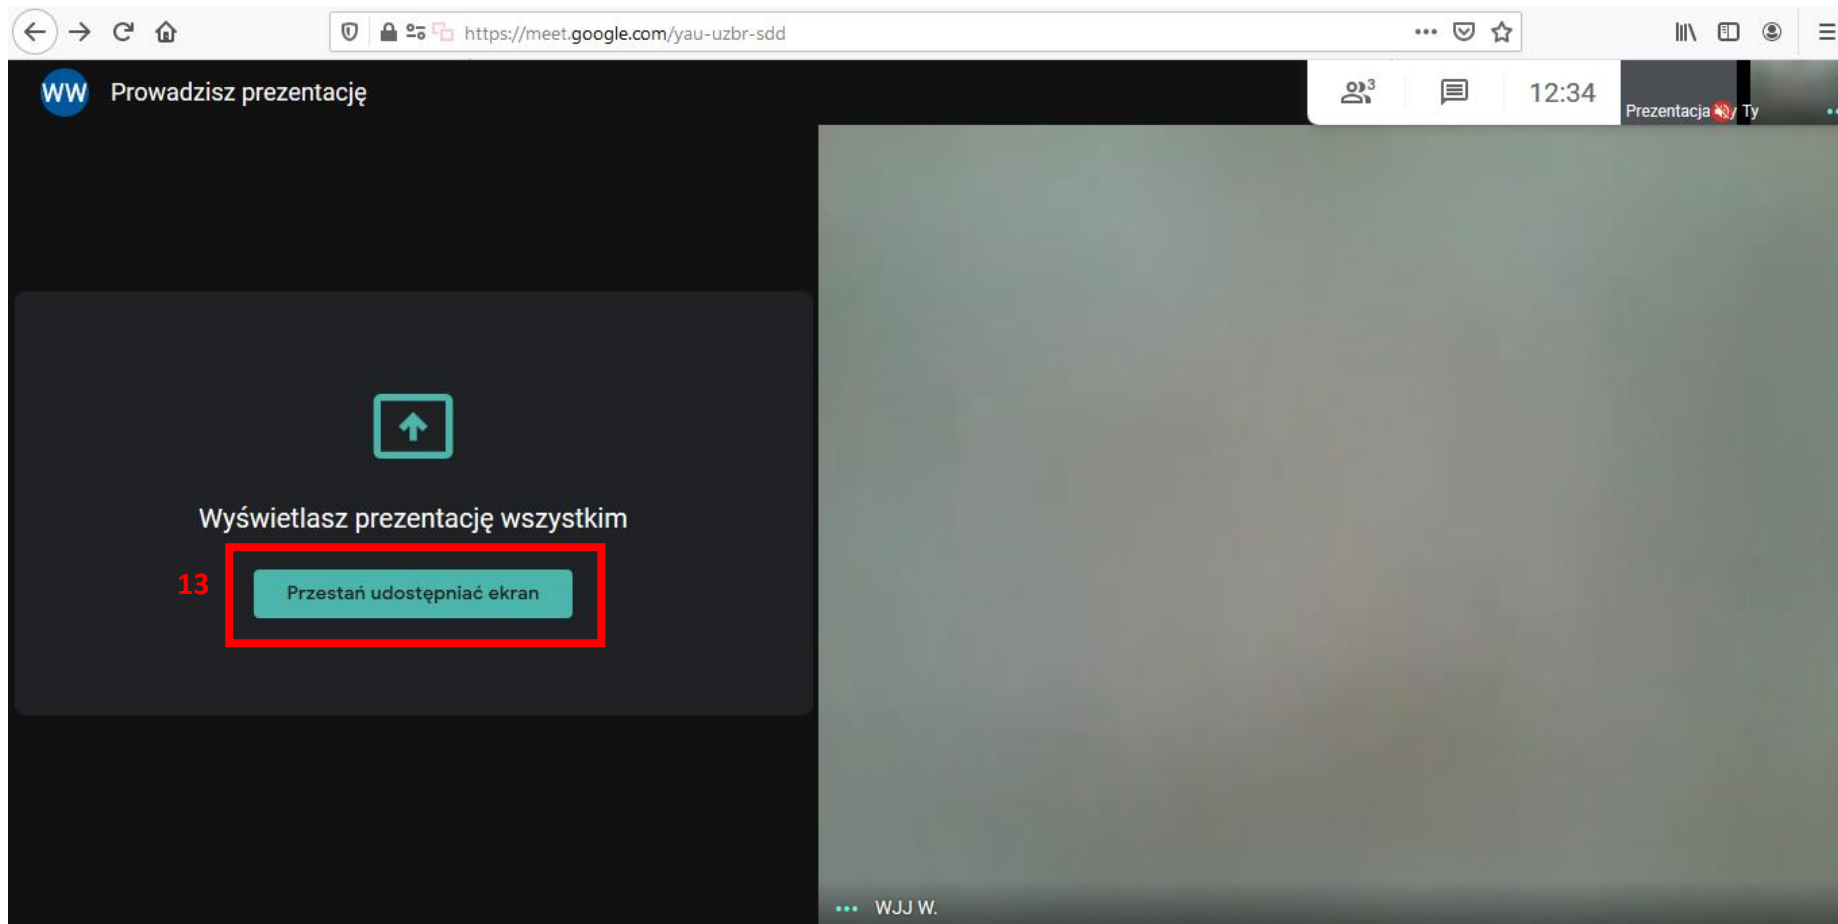 https://meet.google.com/yau-uzbr-sdd
WW Prowadzisz prezentację
3
12:34
Prezentacja y Ty
Wyświetlasz prezentację wszystkim
13
Przestań udostępniać ekran
WJJ W.